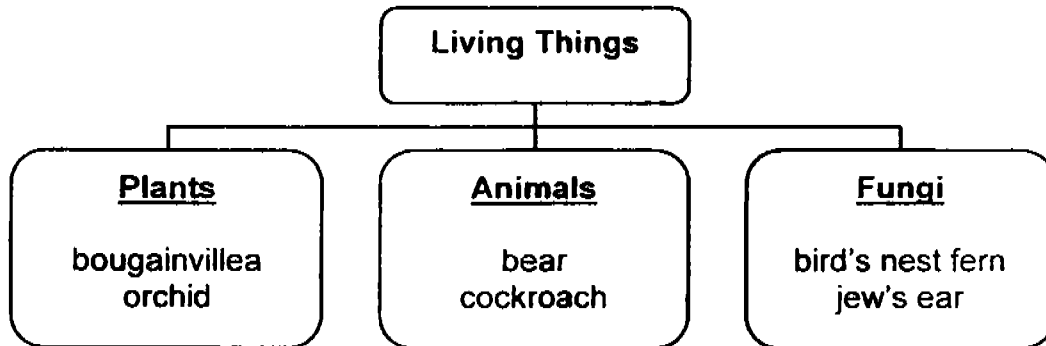 Living Things
Plants
bougainvillea
orchid
Animals
bear
cockroach
Fungi
bird's nest fern
jew's ear